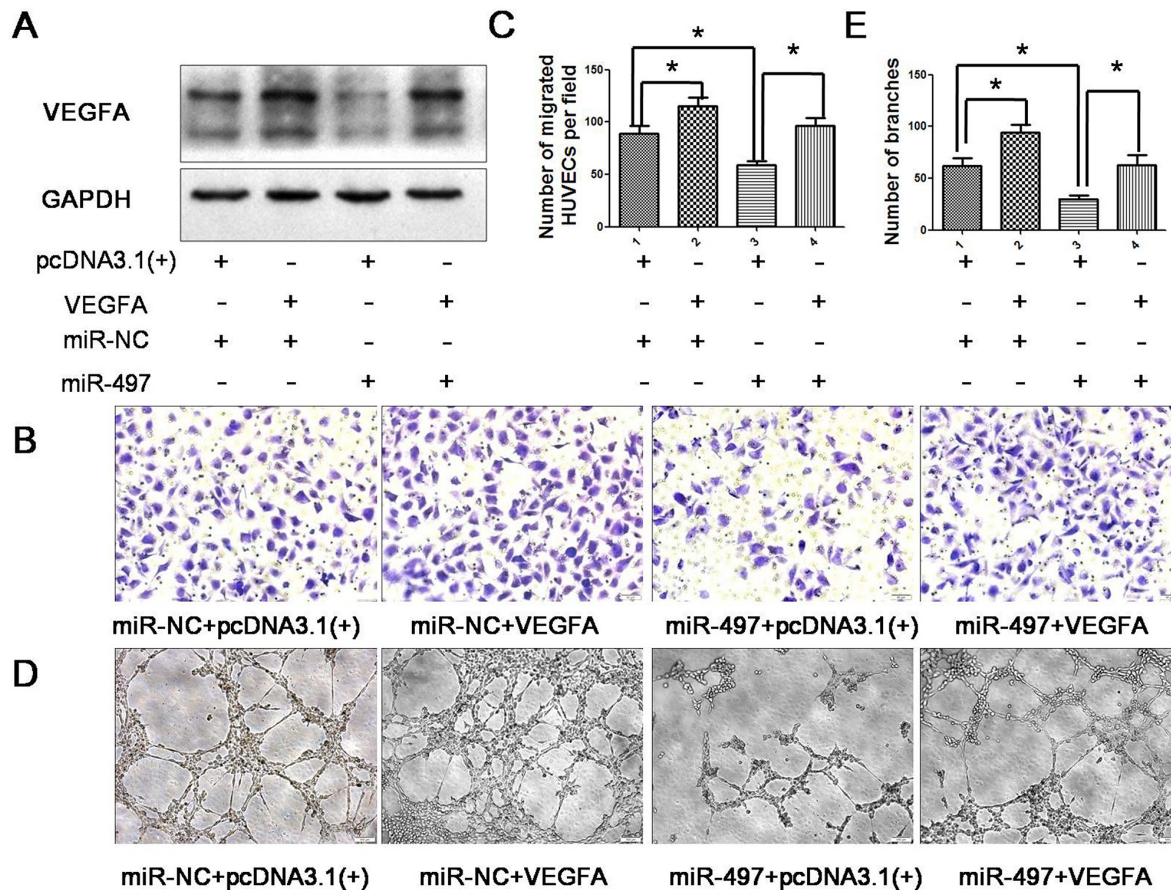 A
VEGFA
GAPDH
pcDNA3.1(+) + - + -
VEGFA - + - +
miR-NC + + - -
miR-497 - - + +
C
Number of migrated
HUVECs per field
150
100
50
0
* * *
1 2 3 4
+ - + -
- + - +
+ + - -
- - + +
E
Number of branches
150
100
50
0
* * *
1 2 3 4
+ - + -
- + - +
+ + - -
- - + +
B
miR-NC+pcDNA3.1(+) miR-NC+VEGFA miR-497+pcDNA3.1(+) miR-497+VEGFA
D
miR-NC+pcDNA3.1(+) miR-NC+VEGFA miR-497+pcDNA3.1(+) miR-497+VEGFA